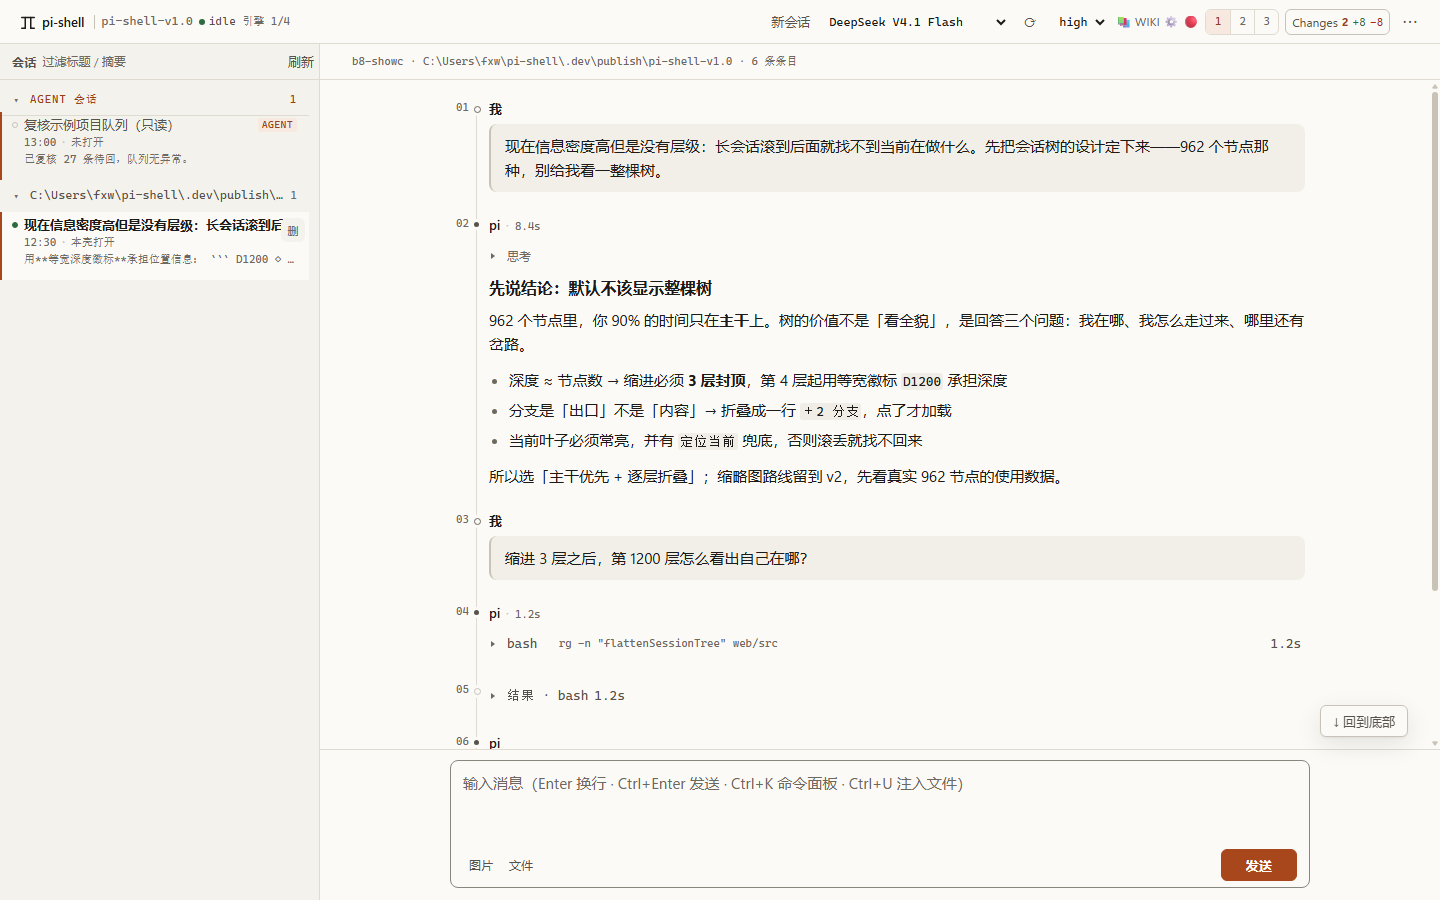 pi-shell pi-shell-v1.0 idle 引擎 1/4 新会话 DeepSeek V4.1 Flash high WIKI 1 2 3 Changes 2 +8 −8 ⋯
会话 过滤标题 / 摘要 刷新
b8-showc · C:\Users\fxw\pi-shell\.dev\publish\pi-shell-v1.0 · 6 条条目
AGENT 会话 1
复核示例项目队列（只读） AGENT
13:00 · 未打开
已复核 27 条待回，队列无异常。
C:\Users\fxw\pi-shell\.dev\publish\… 1
现在信息密度高但是没有层级：长会话滚到后 删
12:30 · 本壳打开
用**等宽深度徽标**承担位置信息： ``` D1200 ◇ …
01 我
现在信息密度高但是没有层级：长会话滚到后面就找不到当前在做什么。先把会话树的设计定下来——962 个节点那
种，别给我看一整棵树。
02 pi · 8.4s
思考
先说结论：默认不该显示整棵树
962 个节点里，你 90% 的时间只在主干上。树的价值不是「看全貌」，是回答三个问题：我在哪、我怎么走过来、哪里还有
岔路。
深度 ≈ 节点数 → 缩进必须 3 层封顶，第 4 层起用等宽徽标 D1200 承担深度
分支是「出口」不是「内容」→ 折叠成一行 +2 分支，点了才加载
当前叶子必须常亮，并有 定位当前 兜底，否则滚丢就找不回来
所以选「主干优先 + 逐层折叠」；缩略图路线留到 v2，先看真实 962 节点的使用数据。
03 我
缩进 3 层之后，第 1200 层怎么看出自己在哪？
04 pi · 1.2s
bash rg -n "flattenSessionTree" web/src 1.2s
05 结果 · bash 1.2s
↓ 回到底部
06 pi
输入消息（Enter 换行 · Ctrl+Enter 发送 · Ctrl+K 命令面板 · Ctrl+U 注入文件）
图片 文件 发送